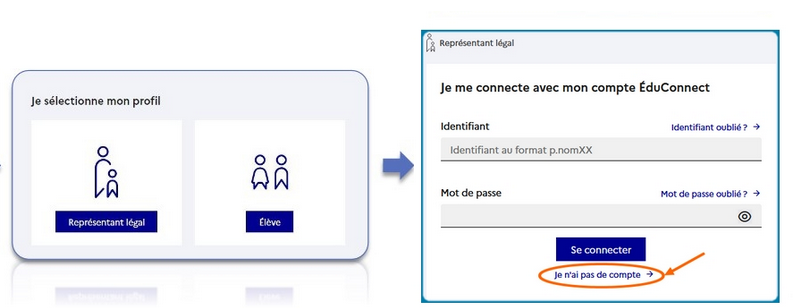 Je sélectionne mon profil
Représentant légal
Élève
Représentant légal
Je me connecte avec mon compte ÉduConnect
Identifiant
Identifiant oublié ? →
Identifiant au format p.nomXX
Mot de passe
Mot de passe oublié ? →
Se connecter
Je n'ai pas de compte →